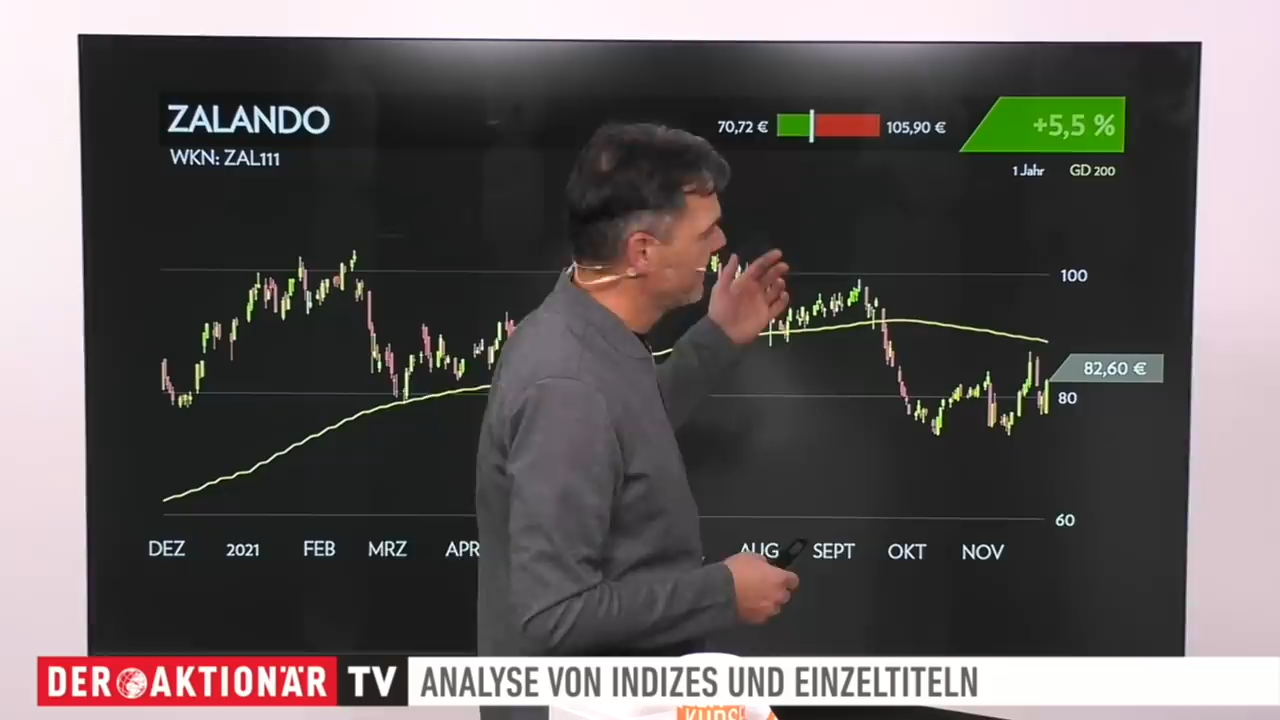 ZALANDO
WKN: ZAL111
70,72 €
105,90 €
+5,5 %
1 Jahr GD 200
100
82,60 €
80
60
DEZ 2021 FEB MRZ APR AUG SEPT OKT NOV
DER AKTIONÄR TV ANALYSE VON INDIZES UND EINZELTITELN